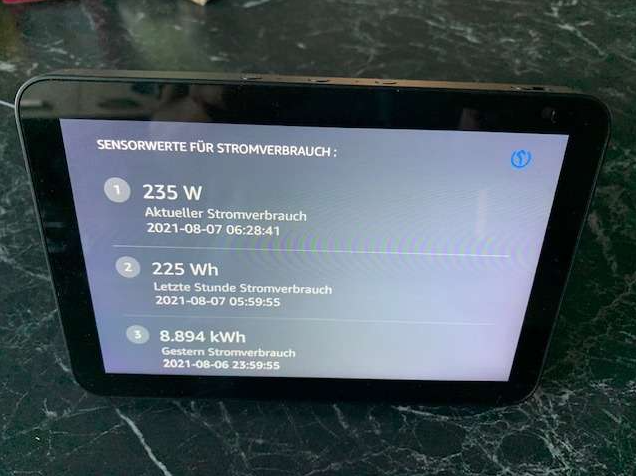 SENSORWERTE FÜR STROMVERBRAUCH :
1
235 W
Aktueller Stromverbrauch
2021-08-07 06:28:41
2
225 Wh
Letzte Stunde Stromverbrauch
2021-08-07 05:59:55
3
8.894 kWh
Gestern Stromverbrauch
2021-08-06 23:59:55